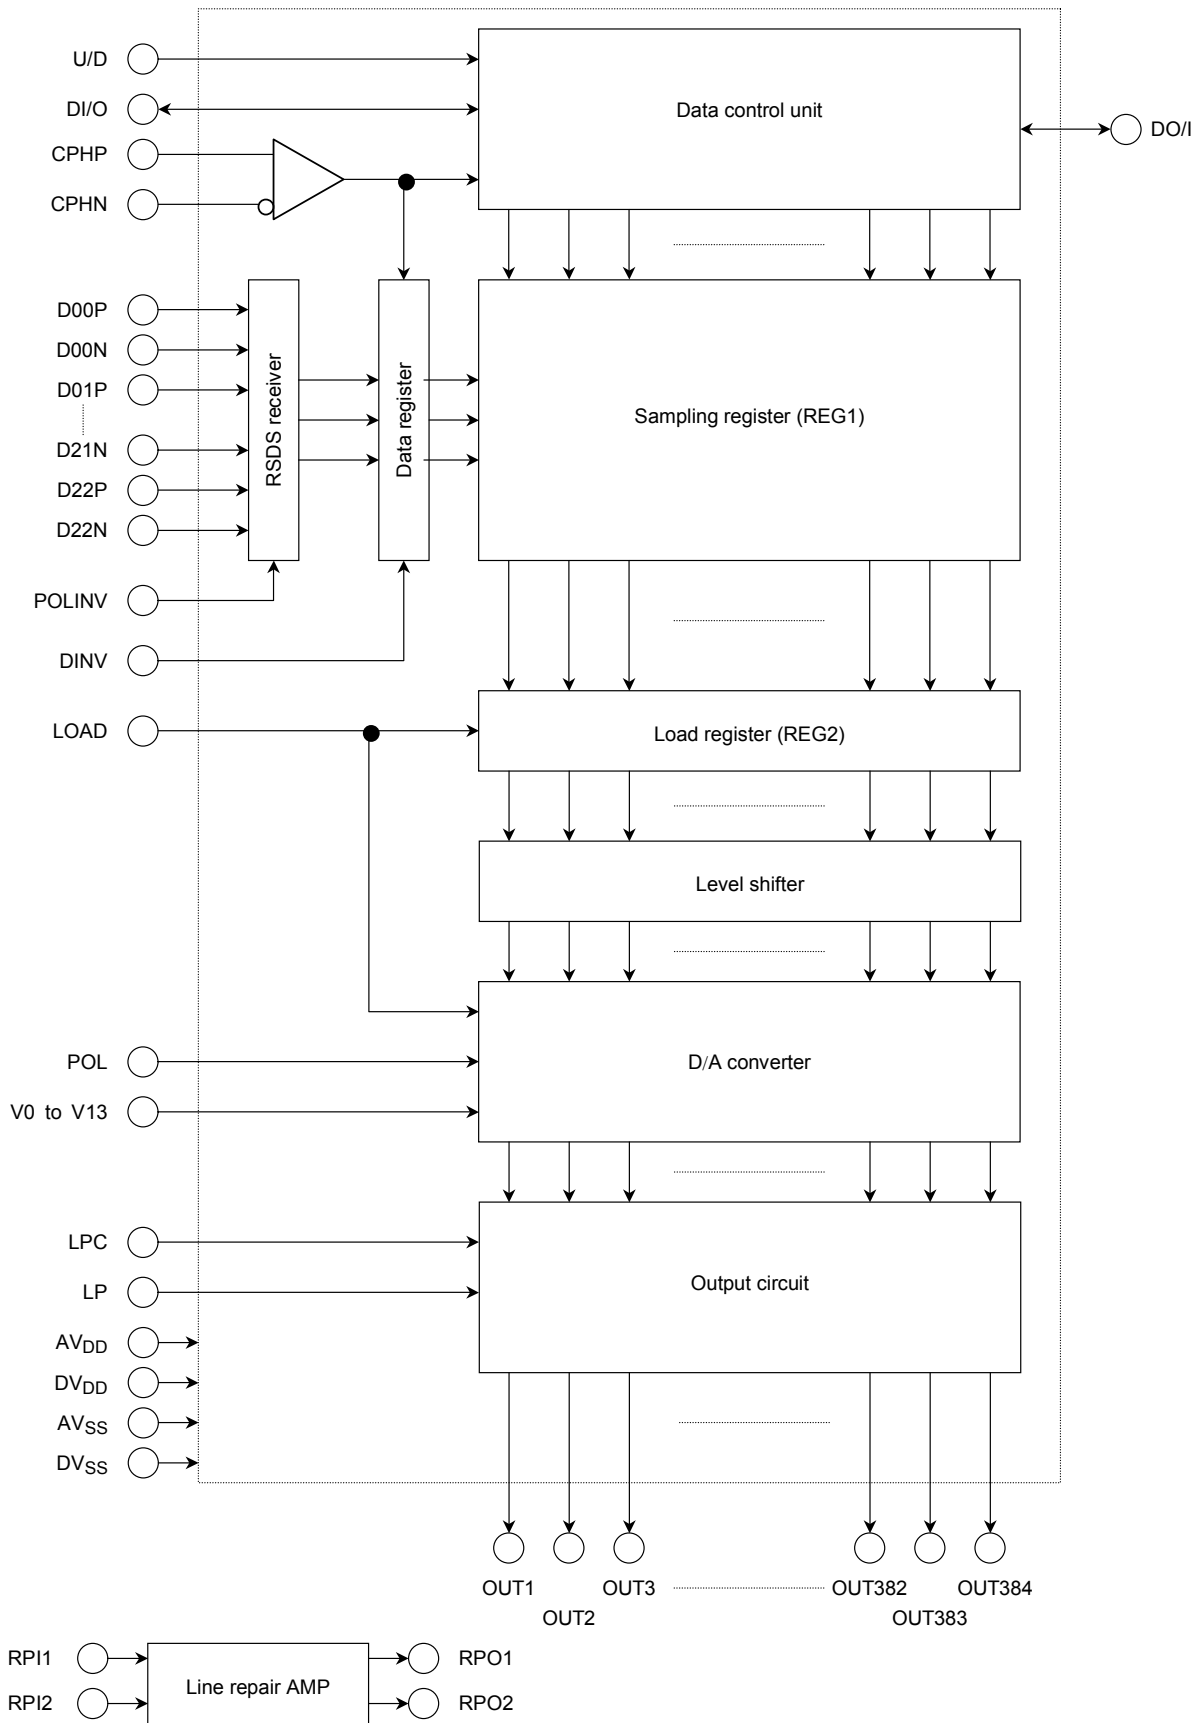 U/D
DI/O
Data control unit
DO/I
CPHP
CPHN
D00P
D00N
D01P
D21N
D22P
D22N
RSDS receiver
Data register
Sampling register (REG1)
POLINV
DINV
LOAD
Load register (REG2)
Level shifter
POL
D/A converter
V0 to V13
LPC
LP
Output circuit
AVDD
DVDD
AVSS
DVSS
OUT1
OUT2
OUT3
OUT382
OUT383
OUT384
RPI1
RPI2
Line repair AMP
RPO1
RPO2